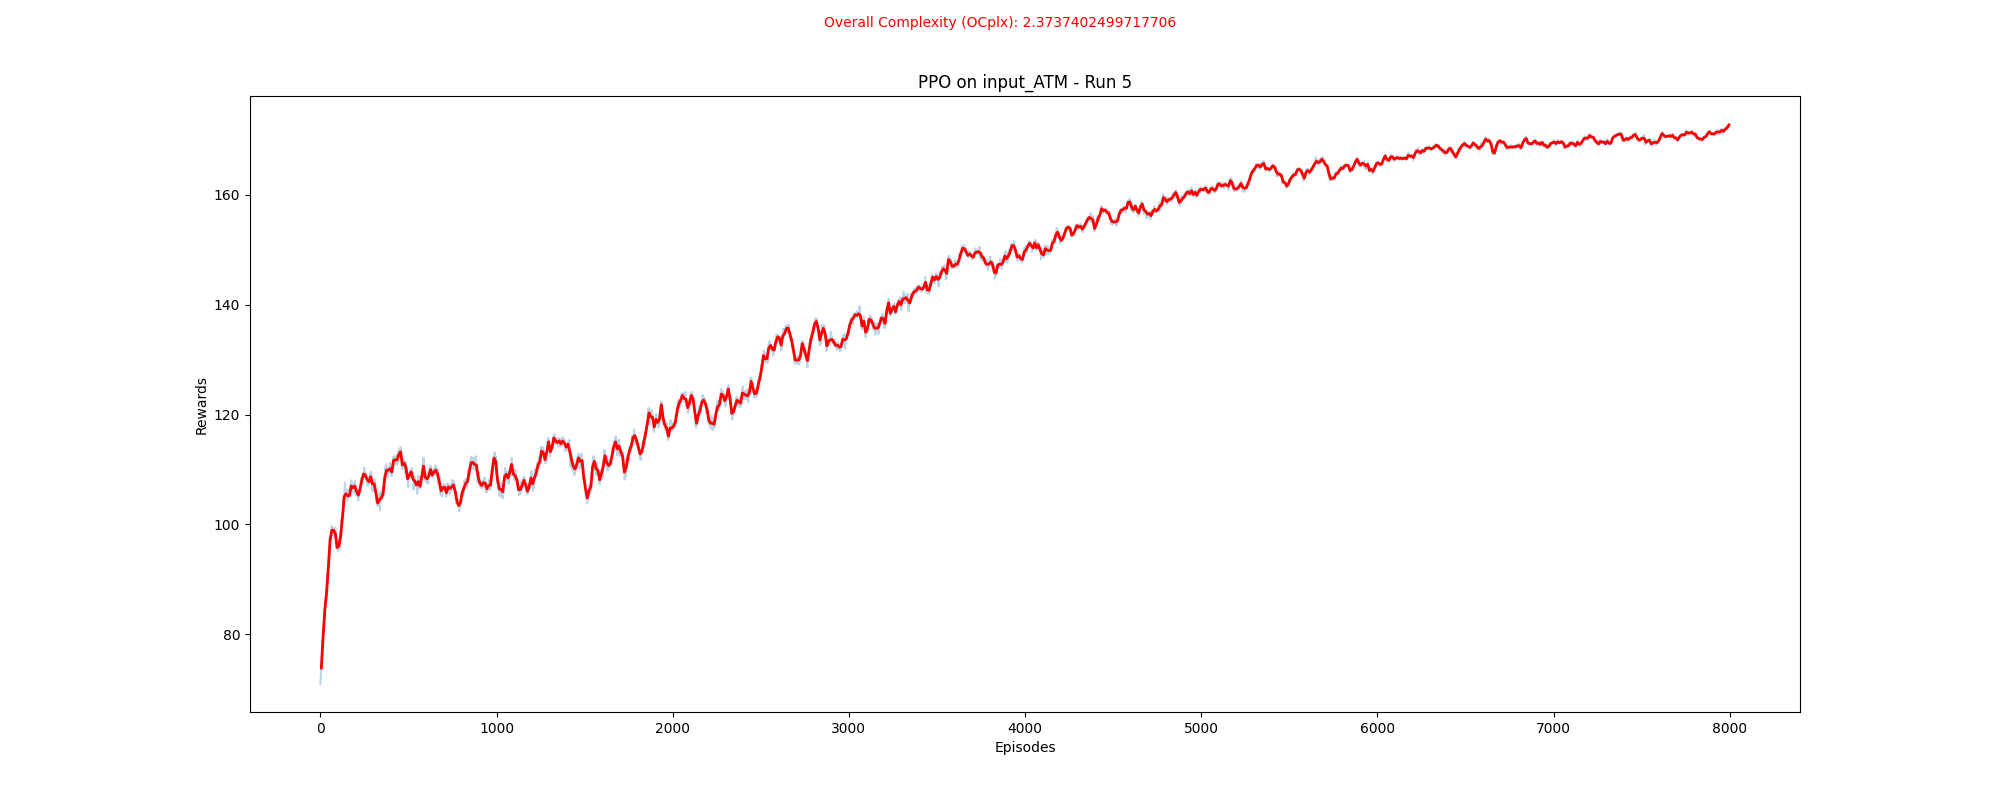 Overall Complexity (OCplx): 2.3737402499717706
PPO on input_ATM - Run 5
160
140
120
100
80
Rewards
0 1000 2000 3000 4000 5000 6000 7000 8000
Episodes